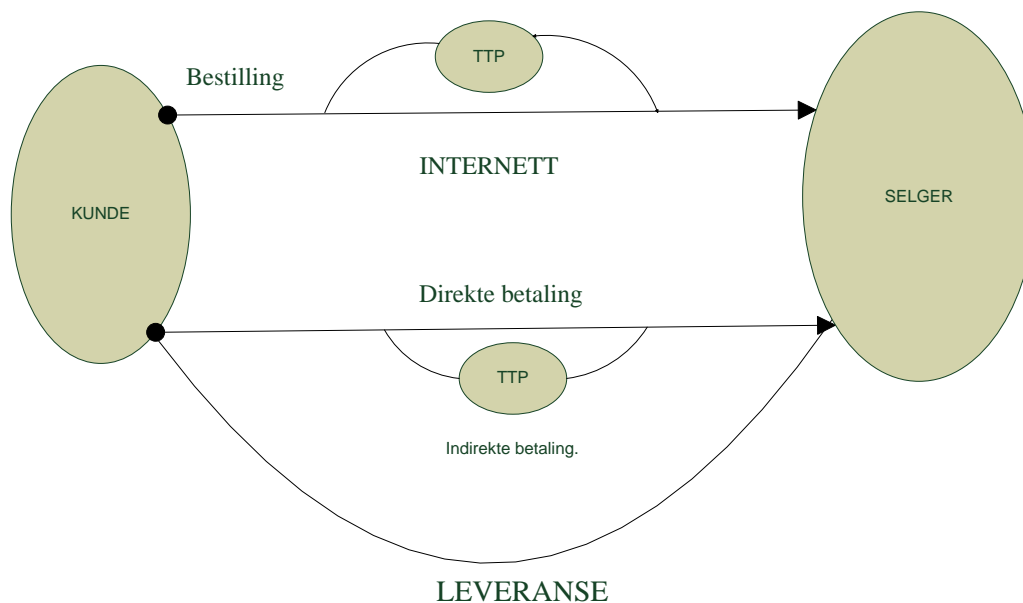 TTP
Bestilling
INTERNETT
KUNDE
SELGER
Direkte betaling
TTP
Indirekte betaling.
LEVERANSE